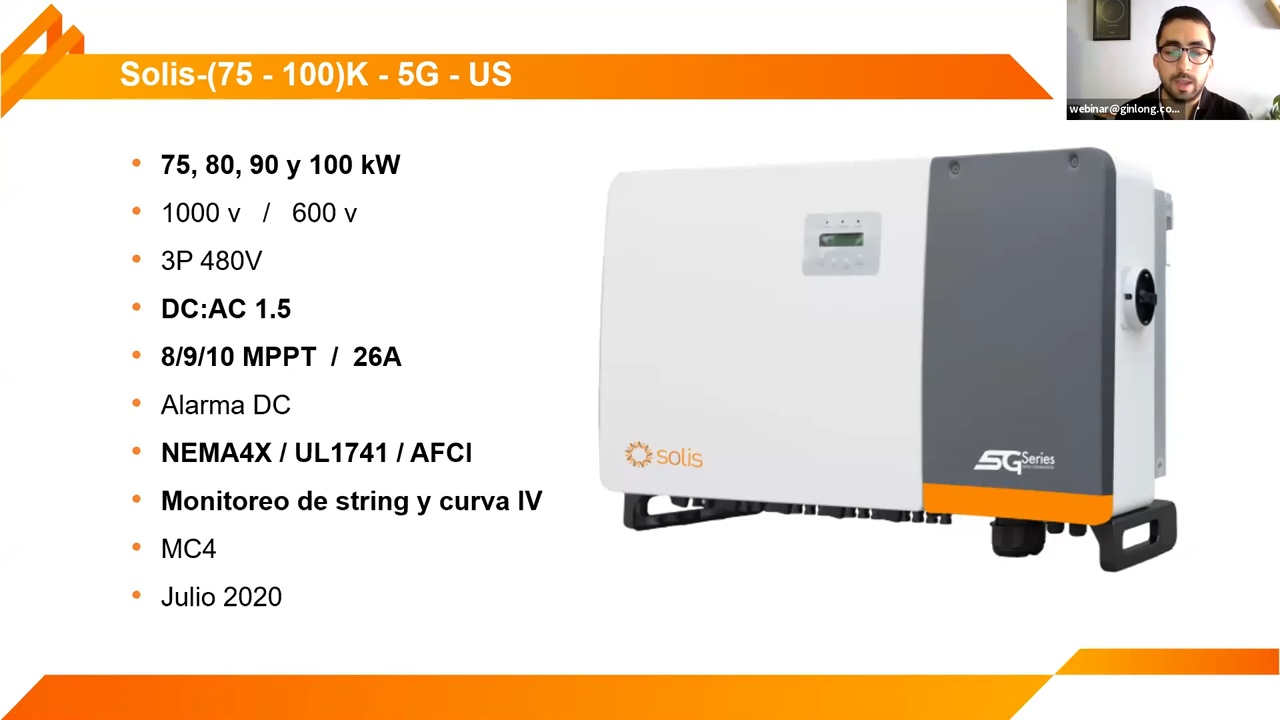 Solis-(75 - 100)K - 5G - US
webinar@ginlong.co...
75, 80, 90 y 100 kW
1000 v / 600 v
3P 480V
DC:AC 1.5
8/9/10 MPPT / 26A
Alarma DC
NEMA4X / UL1741 / AFCI
Monitoreo de string y curva IV
MC4
Julio 2020
solis
5G Series